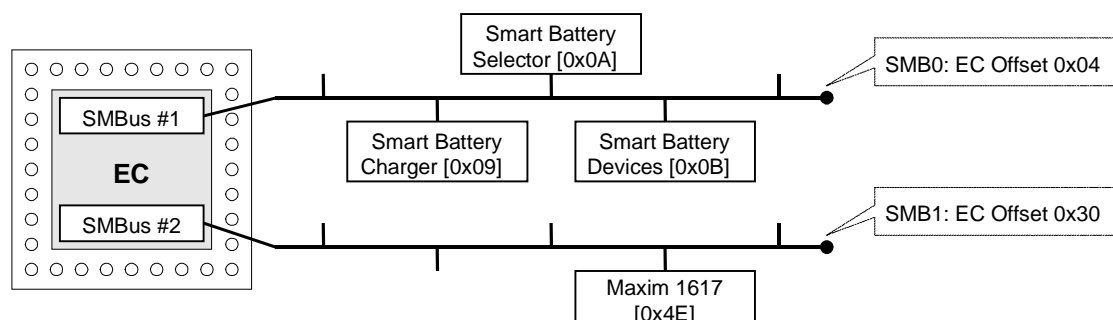 Smart Battery
Selector [0x0A]
SMB0: EC Offset 0x04
SMBus #1
Smart Battery
Charger [0x09]
Smart Battery
Devices [0x0B]
EC
SMBus #2
SMB1: EC Offset 0x30
Maxim 1617
[0x4E]